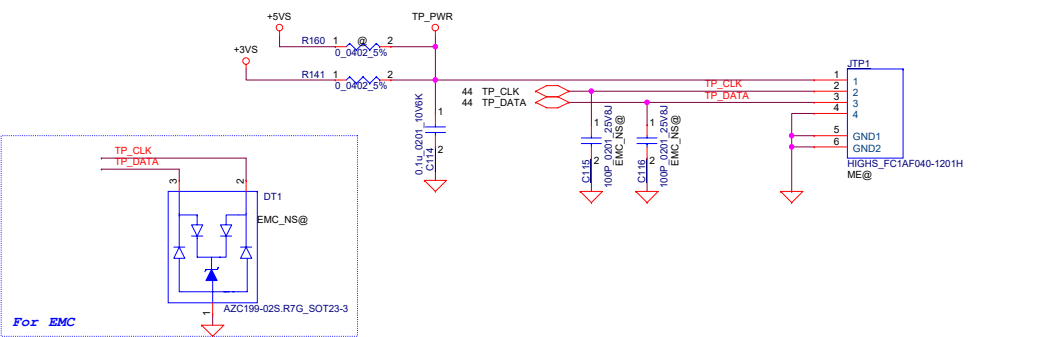 +5VS
TP_PWR
R160 1 @ 2
0_0402_5%
+3VS
R141 1 2
0_0402_5%
JTP1
44 TP_CLK
44 TP_DATA
TP_CLK
TP_DATA
1 1
2 2
3 3
4 4
5 GND1
6 GND2
HIGHS_FC1AF040-1201H
ME@
1
2
0.1u_0201_10V6K
C114
1
2
C115
100P_0201_25V8J
EMC_NS@
1
2
C116
100P_0201_25V8J
EMC_NS@
TP_CLK
TP_DATA
3
2
DT1
EMC_NS@
1
AZC199-02S.R7G_SOT23-3
For EMC